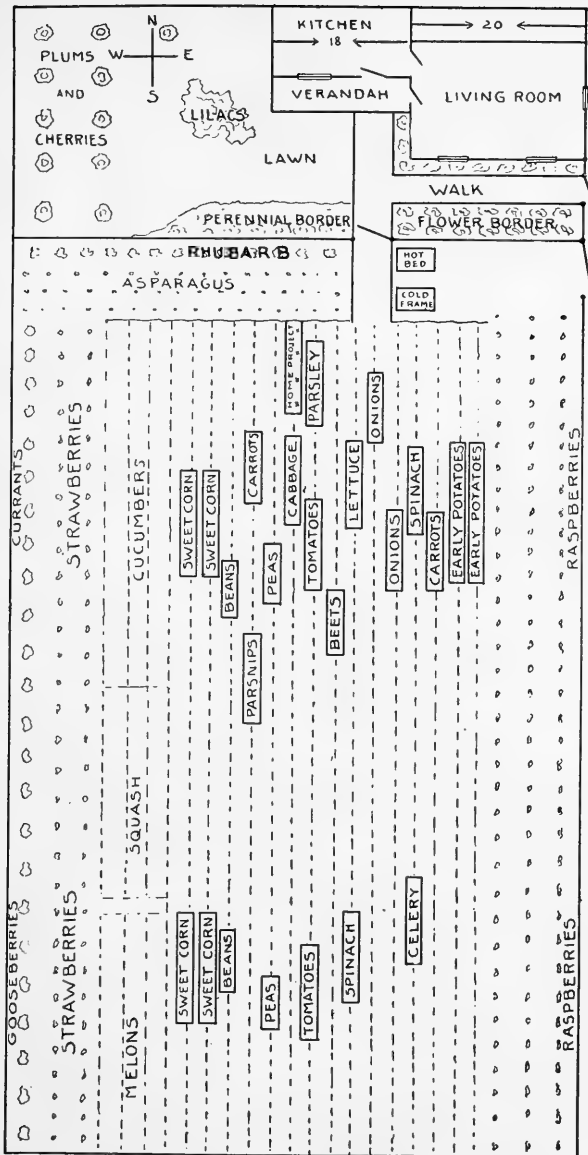 N
KITCHEN
18
20
PLUMS
W
E
S
AND
CHERRIES
LILACS
VERANDAH
LIVING ROOM
LAWN
WALK
PERENNIAL BORDER
FLOWER BORDER
RHUBARB
HOT
BED
ASPARAGUS
COLD
FRAME
CURRANTS
STRAWBERRIES
CUCUMBERS
SWEET CORN
SWEET CORN
BEANS
CARROTS
PARSNIPS
PEAS
HOME PROJECT
CABBAGE
PARSLEY
TOMATOES
BEETS
LETTUCE
ONIONS
ONIONS
SPINACH
CARROTS
EARLY POTATOES
EARLY POTATOES
RASPBERRIES
SQUASH
GOOSEBERRIES
STRAWBERRIES
MELONS
SWEET CORN
SWEET CORN
BEANS
PEAS
TOMATOES
SPINACH
CELERY
RASPBERRIES